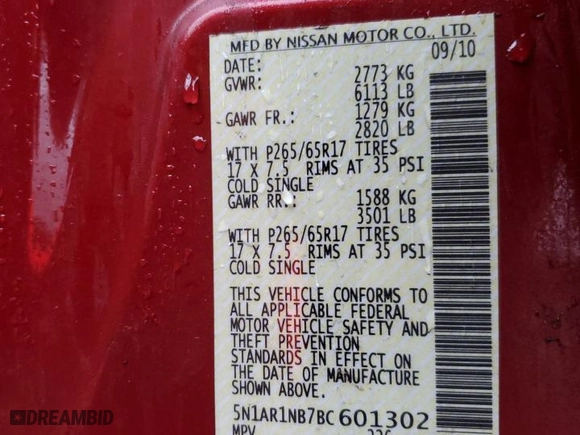 MFD BY NISSAN MOTOR CO., LTD.
DATE: 09/10
GVWR: 2773 KG
6113 LB
GAWR FR.: 1279 KG
2820 LB
WITH P265/65R17 TIRES
17 X 7.5 RIMS AT 35 PSI
COLD SINGLE
GAWR RR.: 1588 KG
3501 LB
WITH P265/65R17 TIRES
17 X 7.5 RIMS AT 35 PSI
COLD SINGLE
THIS VEHICLE CONFORMS TO
ALL APPLICABLE FEDERAL
MOTOR VEHICLE SAFETY AND
THEFT PREVENTION
STANDARDS IN EFFECT ON
THE DATE OF MANUFACTURE
SHOWN ABOVE.
5N1AR1NB7BC601302
MPV
DREAMBID